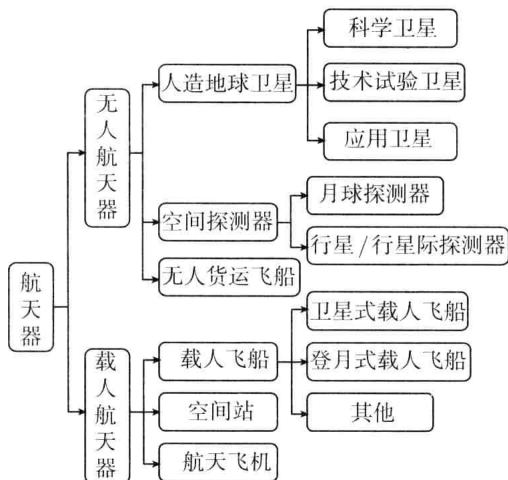 航天器
无人航天器
人造地球卫星
科学卫星
技术试验卫星
应用卫星
空间探测器
月球探测器
行星/行星际探测器
无人货运飞船
载人航天器
载人飞船
卫星式载人飞船
登月式载人飞船
其他
空间站
航天飞机